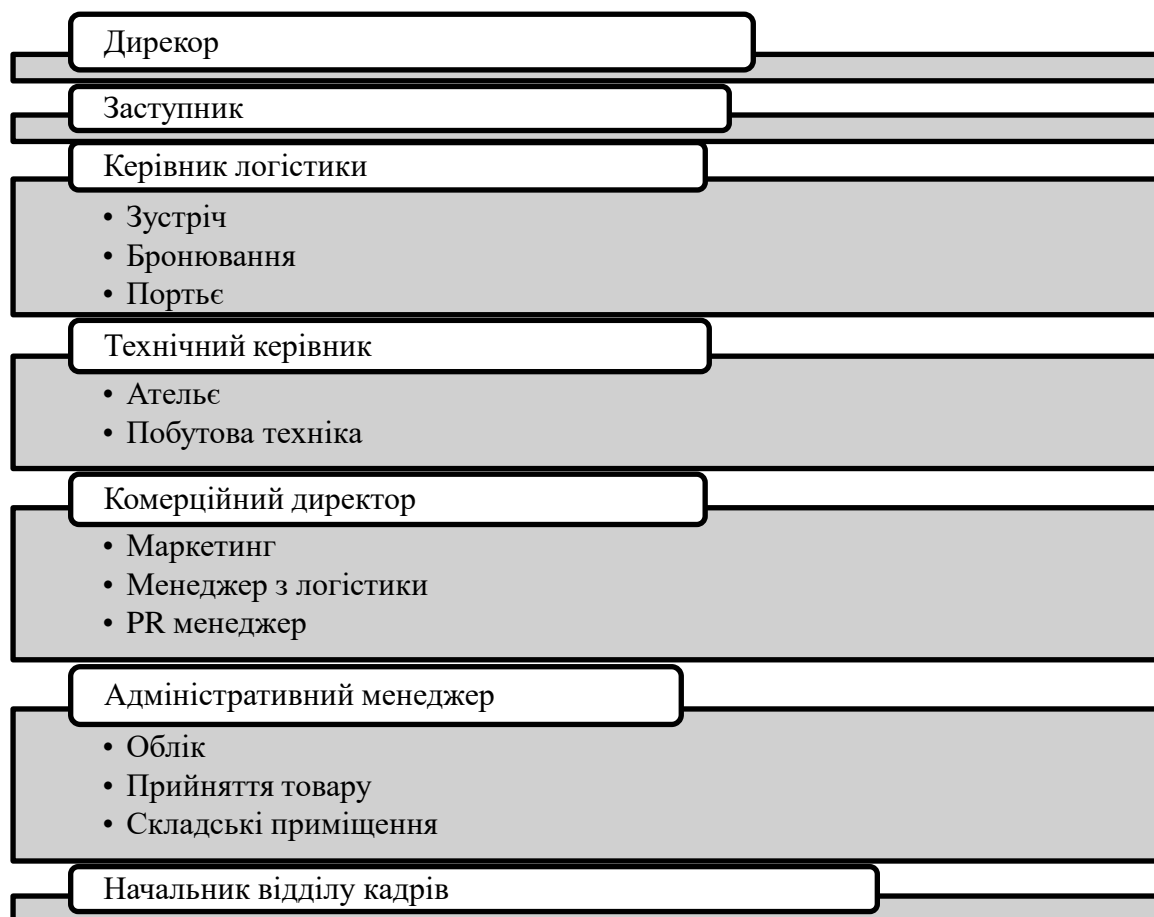 Дирекор
Заступник
Керівник логістики
• Зустріч
• Бронювання
• Портьє
Технічний керівник
• Ательє
• Побутова техніка
Комерційний директор
• Маркетинг
• Менеджер з логістики
• PR менеджер
Адміністративний менеджер
• Облік
• Прийняття товару
• Складські приміщення
Начальник відділу кадрів